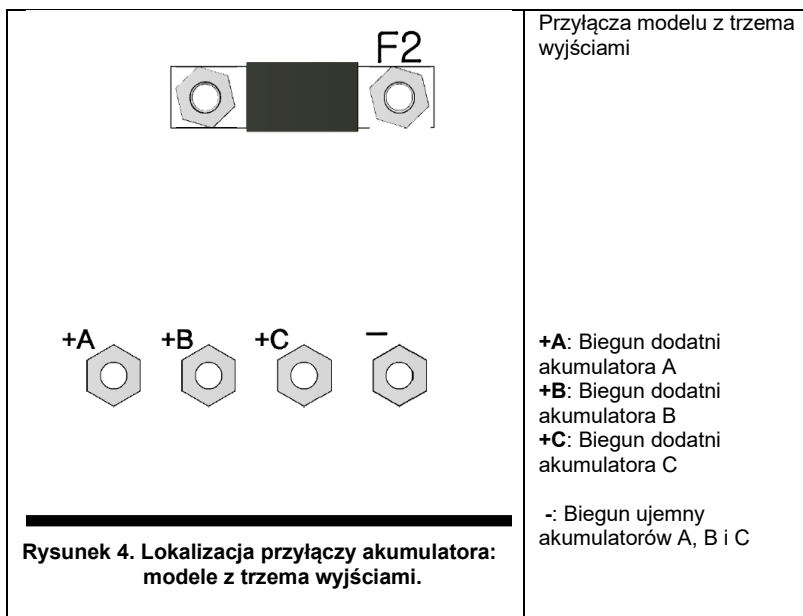 F2
+A +B +C −
Rysunek 4. Lokalizacja przyłączy akumulatora:
modele z trzema wyjściami.
Przyłącza modelu z trzema
wyjściami
+A: Biegun dodatni
akumulatora A
+B: Biegun dodatni
akumulatora B
+C: Biegun dodatni
akumulatora C
-: Biegun ujemny
akumulatorów A, B i C